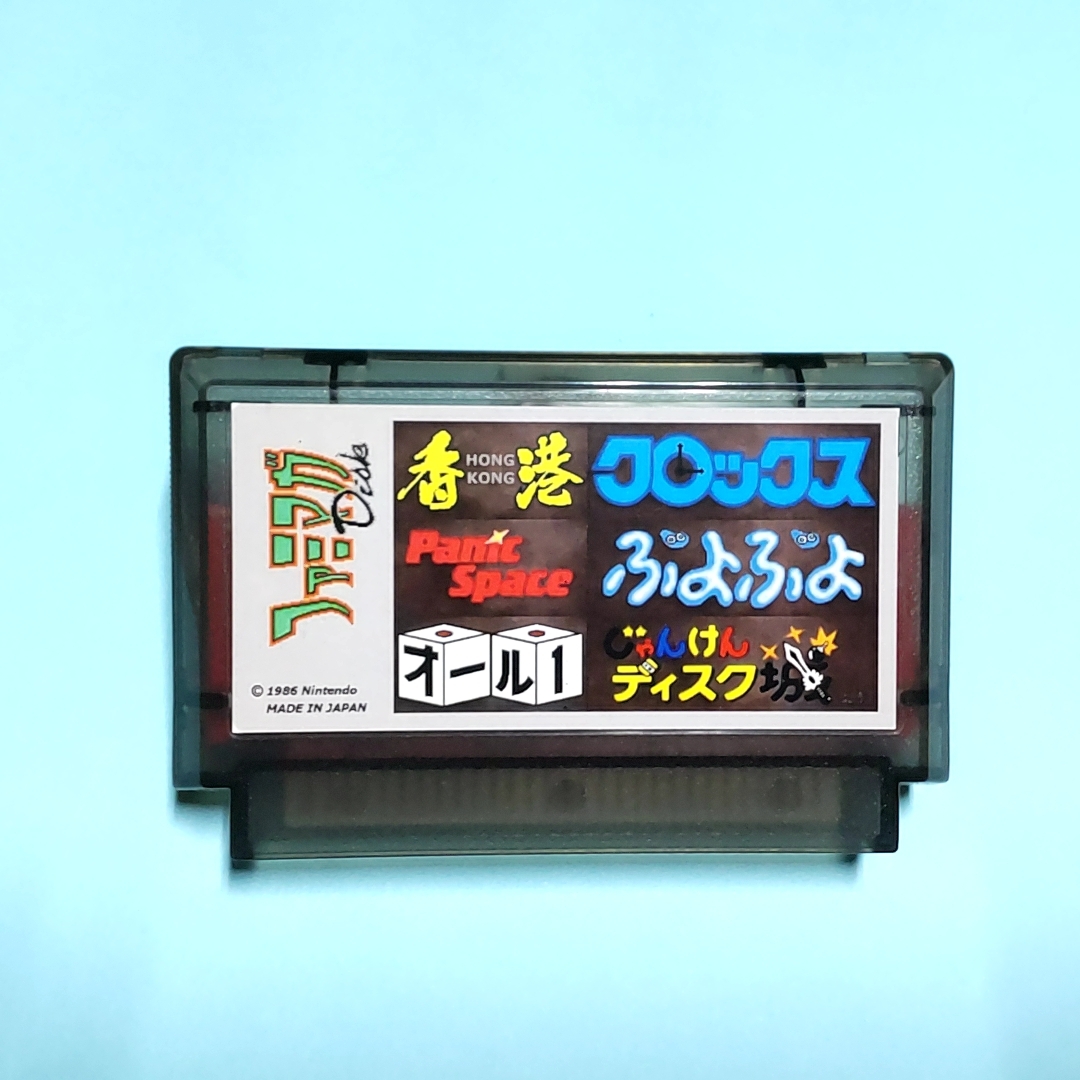 ファミマガ
Disk
香 HONG KONG 港
クロックス
Panic
Space
ぷよぷよ
オール1
じゃんけん
ディスク城
© 1986 Nintendo
MADE IN JAPAN